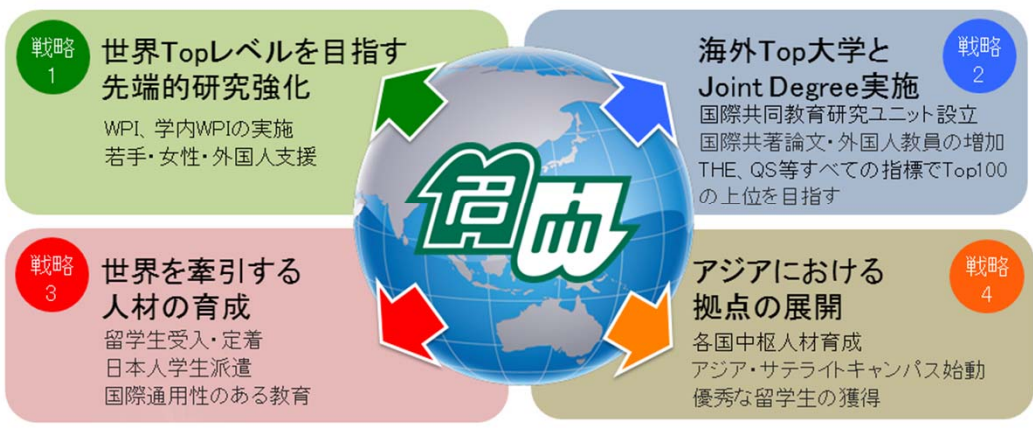 戦略
1
世界Topレベルを目指す
先端的研究強化
WPI、学内WPIの実施
若手・女性・外国人支援
戦略
2
海外Top大学と
Joint Degree実施
国際共同教育研究ユニット設立
国際共著論文・外国人教員の増加
THE、QS等すべての指標でTop100
の上位を目指す
名大
戦略
3
世界を牽引する
人材の育成
留学生受入・定着
日本人学生派遣
国際通用性のある教育
戦略
4
アジアにおける
拠点の展開
各国中枢人材育成
アジア・サテライトキャンパス始動
優秀な留学生の獲得